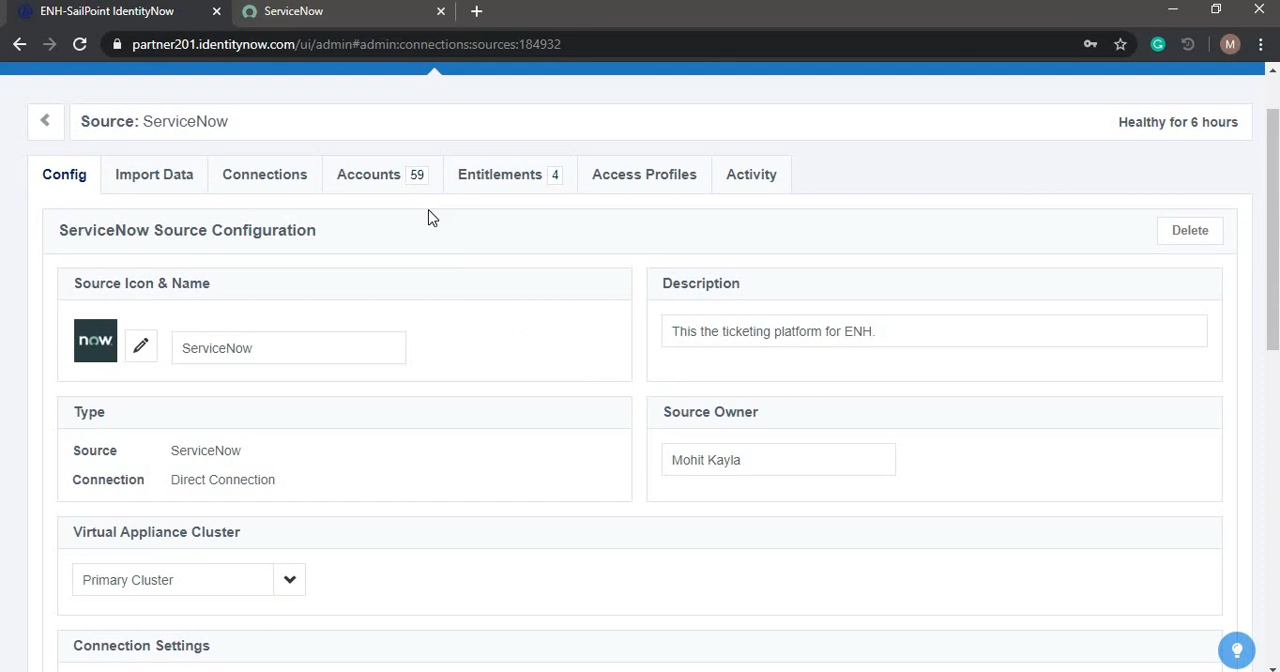 ENH-SailPoint IdentityNow
ServiceNow
partner201.identitynow.com/ui/admin#admin:connections:sources:184932
M
Source: ServiceNow
Healthy for 6 hours
Config
Import Data
Connections
Accounts 59
Entitlements 4
Access Profiles
Activity
ServiceNow Source Configuration
Delete
Source Icon & Name
Description
now
ServiceNow
This the ticketing platform for ENH.
Type
Source Owner
Source ServiceNow
Connection Direct Connection
Mohit Kayla
Virtual Appliance Cluster
Primary Cluster
Connection Settings